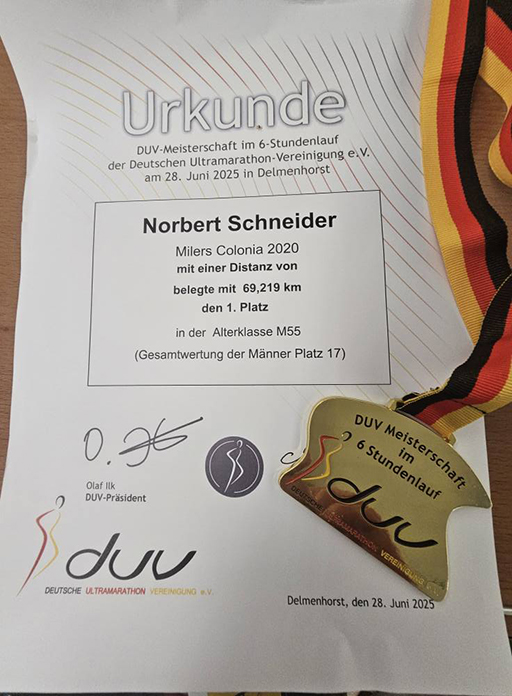 Urkunde
DUV-Meisterschaft im 6-Stundenlauf
der Deutschen Ultramarathon-Vereinigung e.V.
am 28. Juni 2025 in Delmenhorst
Norbert Schneider
Milers Colonia 2020
mit einer Distanz von
belegte mit 69,219 km
den 1. Platz
in der Alterklasse M55
(Gesamtwertung der Männer Platz 17)
Olaf Ilk
DUV-Präsident
duv
DEUTSCHE ULTRAMARATHON VEREINIGUNG e.V.
Delmenhorst, den 28. Juni 2025
DUV Meisterschaft
im
6 Stundenlauf
duv
DEUTSCHE ULTRAMARATHON VEREINIGUNG e.V.